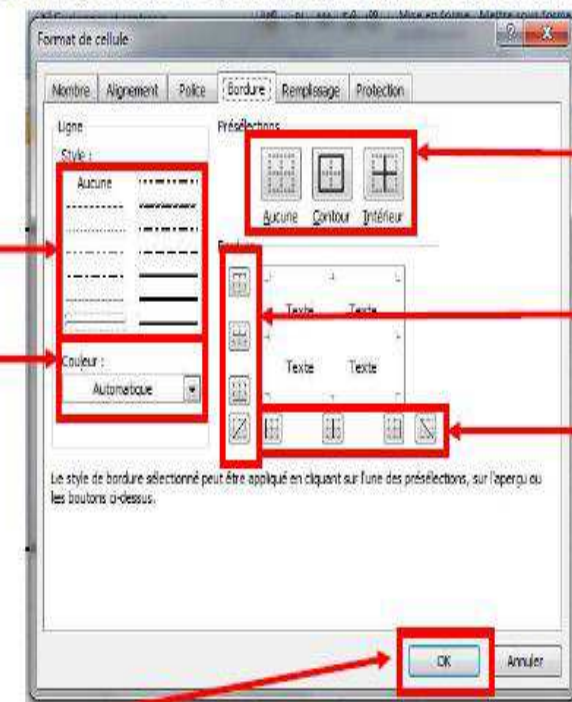 Format de cellule
Nombre Alignement Police Bordure Remplissage Protection
Ligne
Style :
Aucune
Couleur :
Automatique
Présélections
Aucune Contour Intérieur
Bordure
Texte Texte
Texte Texte
Le style de bordure sélectionné peut être appliqué en cliquant sur l'une des présélections, sur l'aperçu ou
les boutons ci-dessus.
OK Annuler